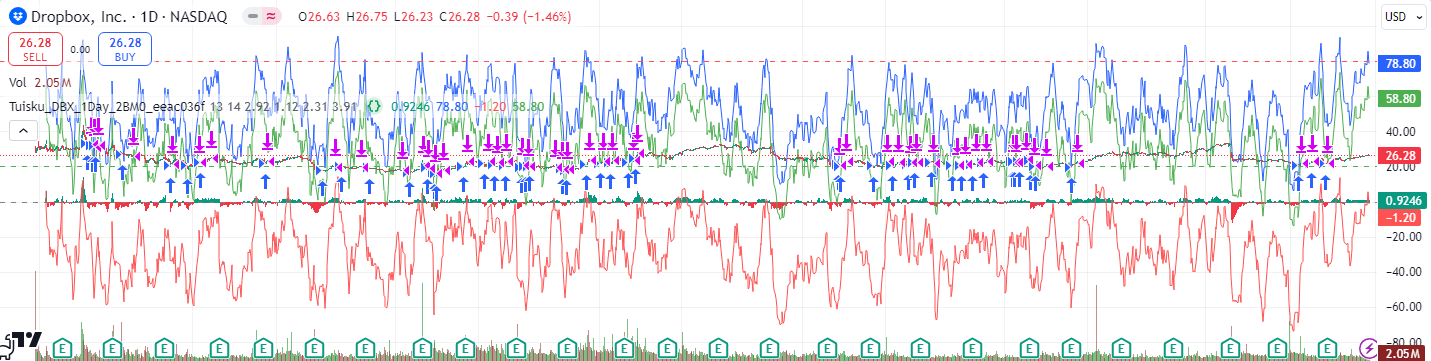 Dropbox, Inc. · 1D · NASDAQ O26.63 H26.75 L26.23 C26.28 −0.39 (−1.46%) USD
26.28 SELL 0.00 26.28 BUY
Vol 2.05M
Tuisku_DBX_1Day_2BM0_eeac036f 13 14 2.92 1.12 2.31 3.91 {} 0.9246 78.80 −1.20 58.80
78.80
58.80
40.00
26.28
20.00
0.9246
−1.20
−20.00
−40.00
−60.00
−80.00
2.05M
E E E E E E E E E E E E E E E E E E E E E E E E E E